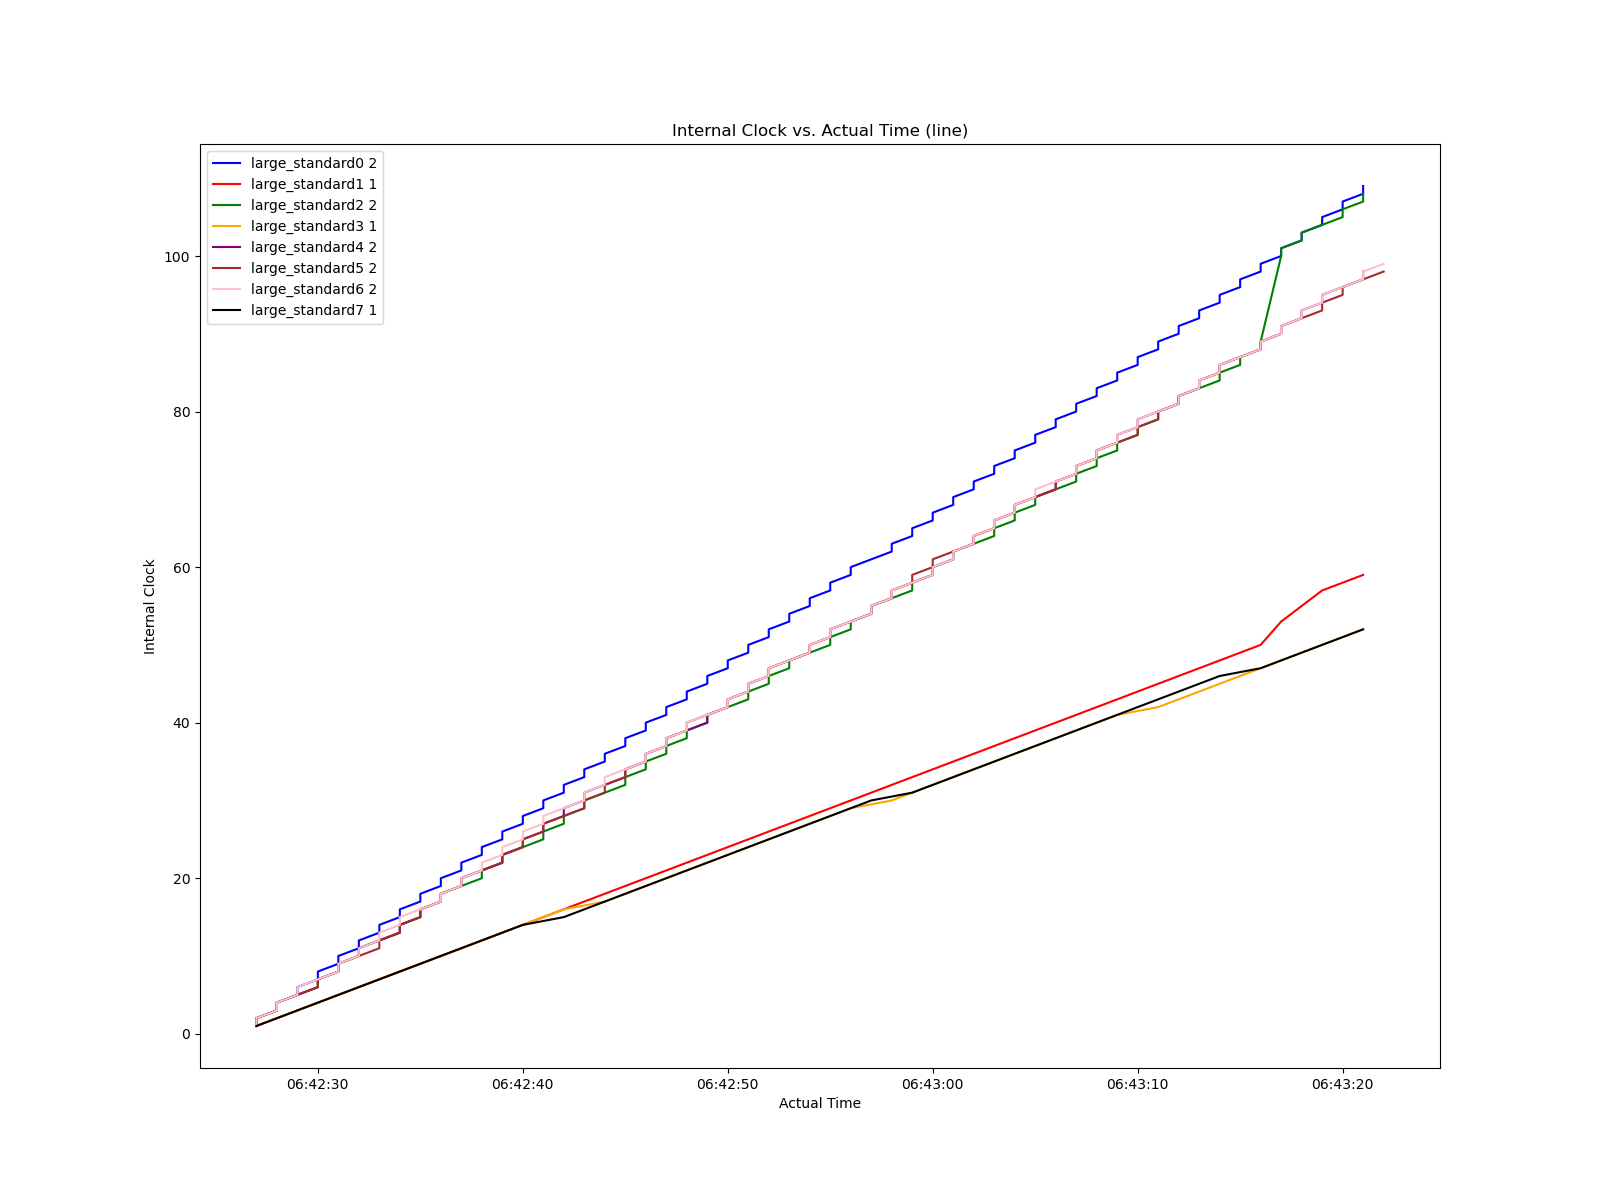 Internal Clock vs. Actual Time (line)
large_standard0 2
large_standard1 1
large_standard2 2
large_standard3 1
large_standard4 2
large_standard5 2
large_standard6 2
large_standard7 1
100
80
60
40
20
0
Internal Clock
06:42:30 06:42:40 06:42:50 06:43:00 06:43:10 06:43:20
Actual Time